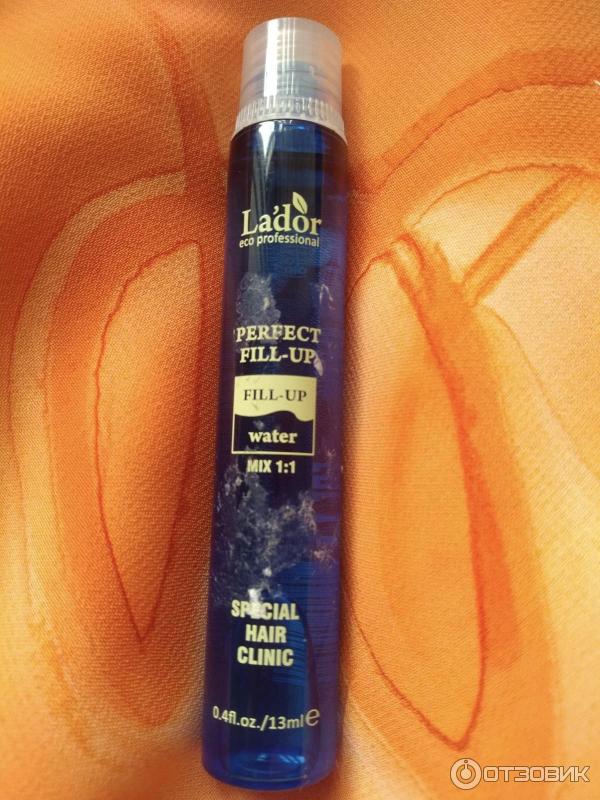 La'dor
eco professional
PERFECT
FILL-UP
FILL-UP
water
MIX 1:1
SPECIAL
HAIR
CLINIC
0.4fl.oz./13ml℮
ОТЗОВИК